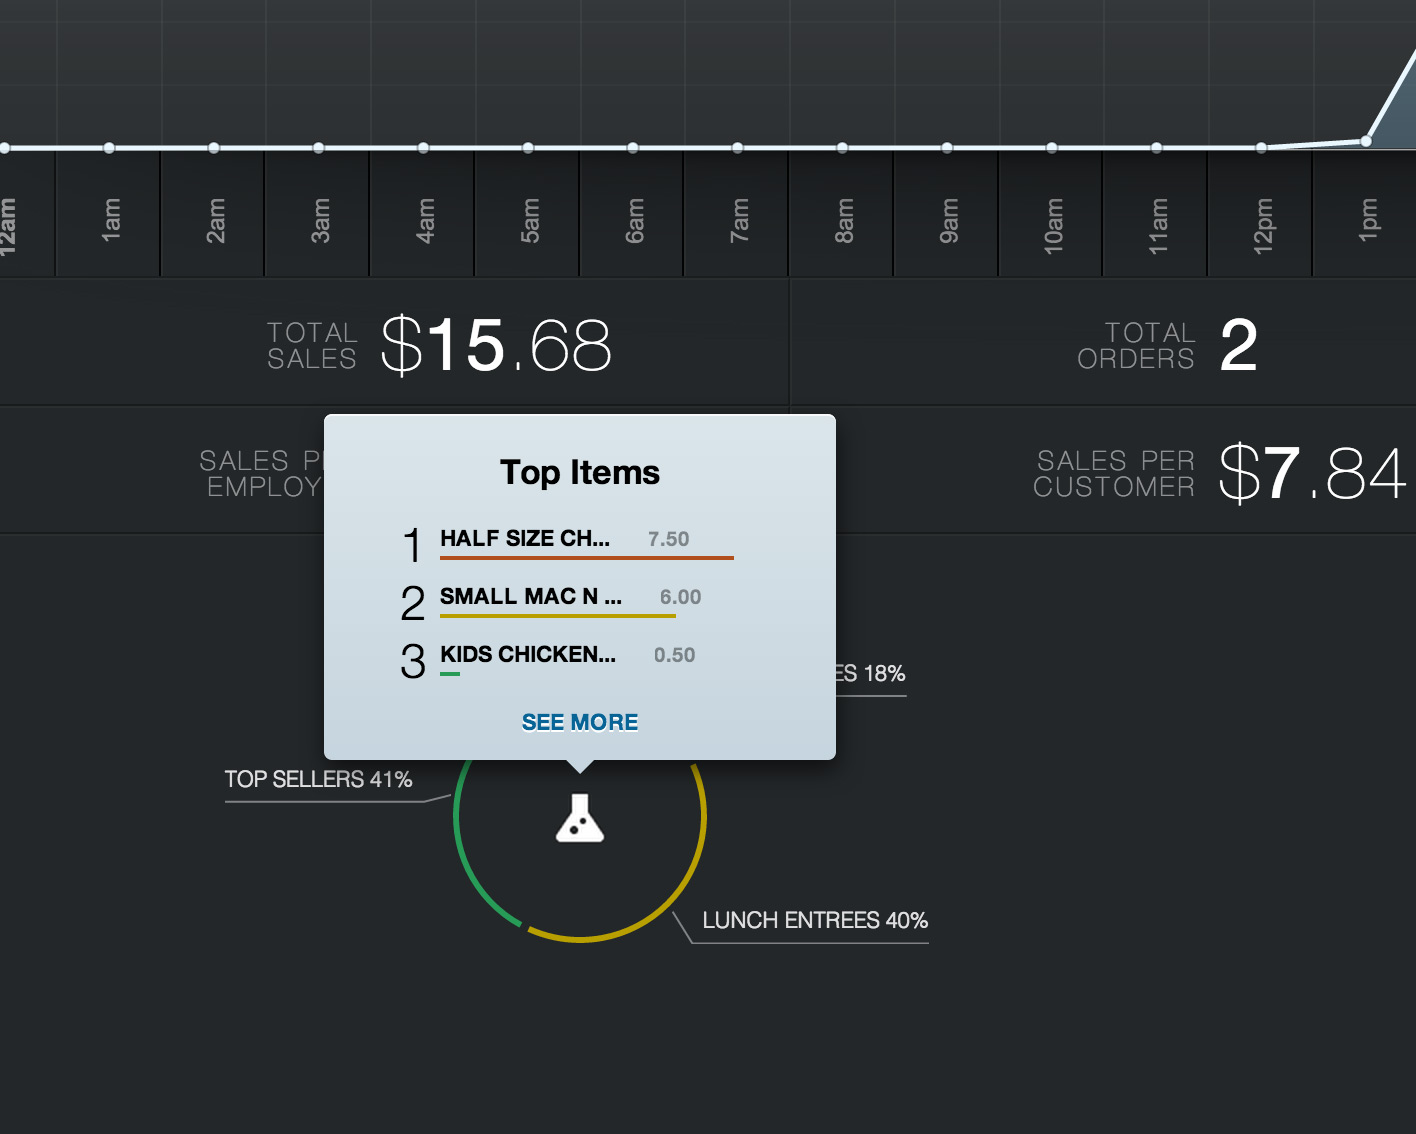 12am 1am 2am 3am 4am 5am 6am 7am 8am 9am 10am 11am 12pm 1pm
TOTAL
SALES
$15.68
TOTAL
ORDERS
2
SALES
EMPLOY
SALES PER
CUSTOMER
$7.84
Top Items
1 HALF SIZE CH... 7.50
2 SMALL MAC N ... 6.00
3 KIDS CHICKEN... 0.50
SEE MORE
ES 18%
TOP SELLERS 41%
LUNCH ENTREES 40%